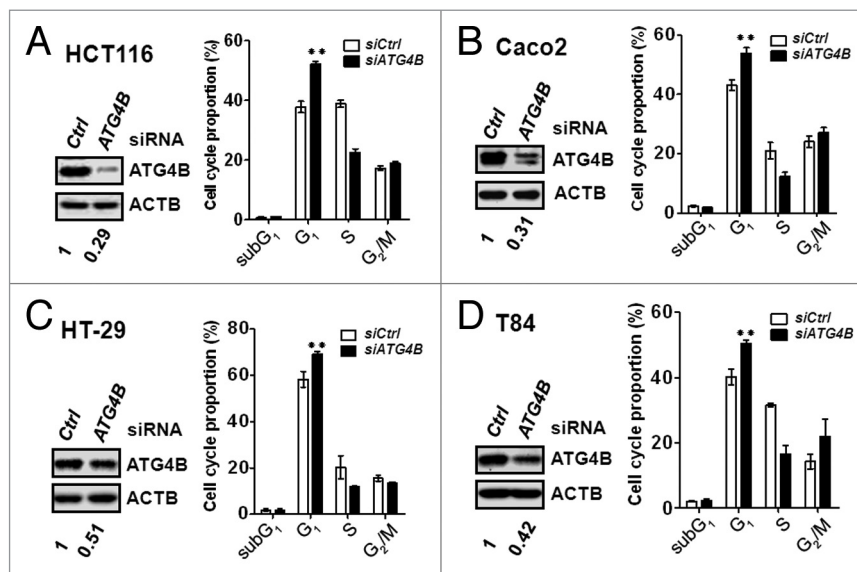 A HCT116
Ctrl
ATG4B
siRNA
ATG4B
ACTB
1
0.29
Cell cycle proportion (%)
60
40
20
0
siCtrl
siATG4B
**
subG1
G1
S
G2/M
B Caco2
Ctrl
ATG4B
siRNA
ATG4B
ACTB
1
0.31
Cell cycle proportion (%)
60
40
20
0
siCtrl
siATG4B
**
subG1
G1
S
G2/M
C HT-29
Ctrl
ATG4B
siRNA
ATG4B
ACTB
1
0.51
Cell cycle proportion (%)
80
60
40
20
0
siCtrl
siATG4B
**
subG1
G1
S
G2/M
D T84
Ctrl
ATG4B
siRNA
ATG4B
ACTB
1
0.42
Cell cycle proportion (%)
60
40
20
0
siCtrl
siATG4B
**
subG1
G1
S
G2/M